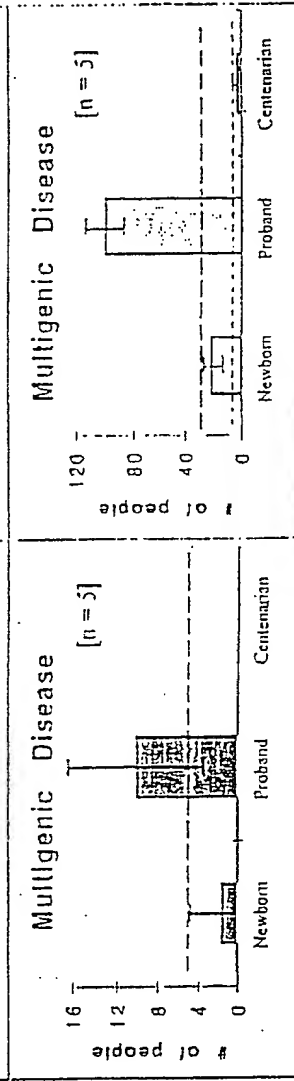 Multigenic Disease
[n = 5]
# of people
16
12
8
4
0
Newborn
Proband
Centenarian
Multigenic Disease
[n = 5]
# of people
120
80
40
0
Newborn
Proband
Centenarian